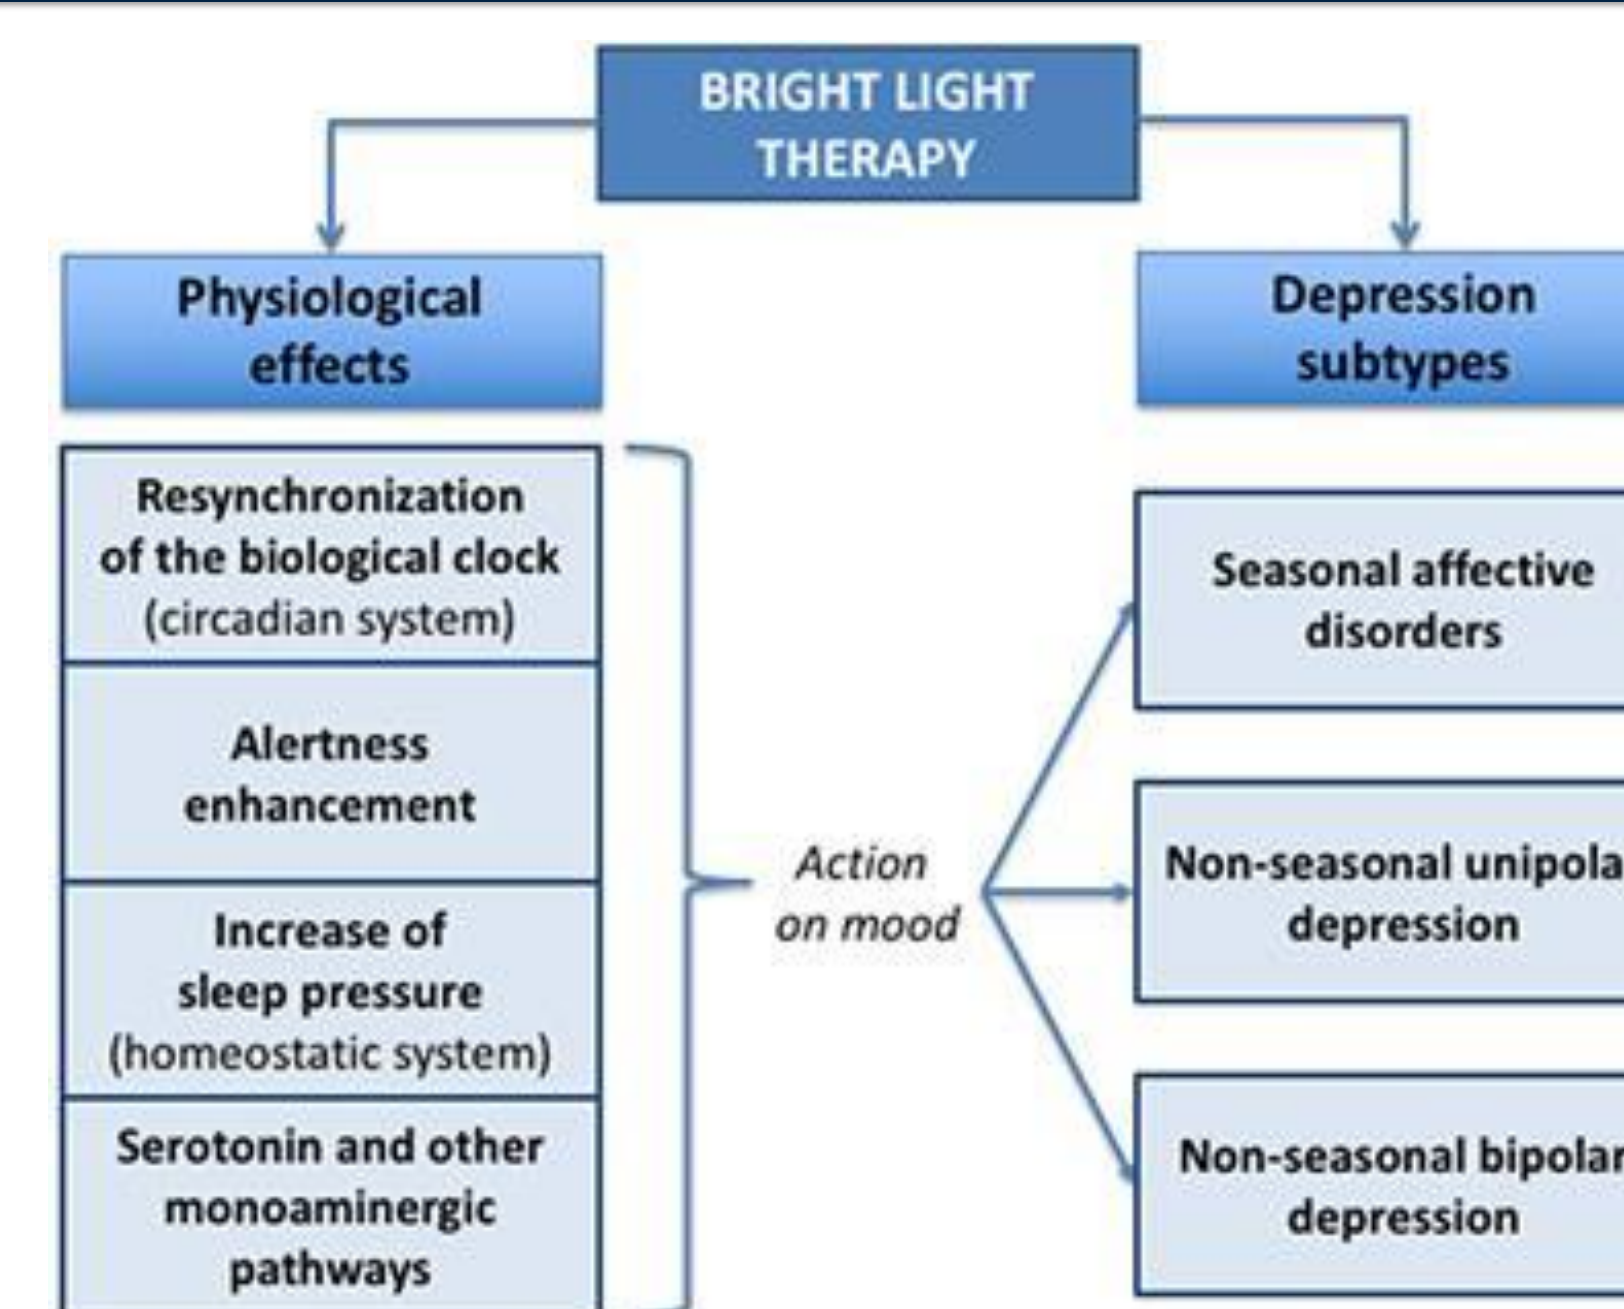 BRIGHT LIGHT
THERAPY
Physiological
effects
Depression
subtypes
Resynchronization
of the biological clock
(circadian system)
Alertness
enhancement
Increase of
sleep pressure
(homeostatic system)
Serotonin and other
monoaminergic
pathways
Action
on mood
Seasonal affective
disorders
Non-seasonal unipola
depression
Non-seasonal bipolar
depression